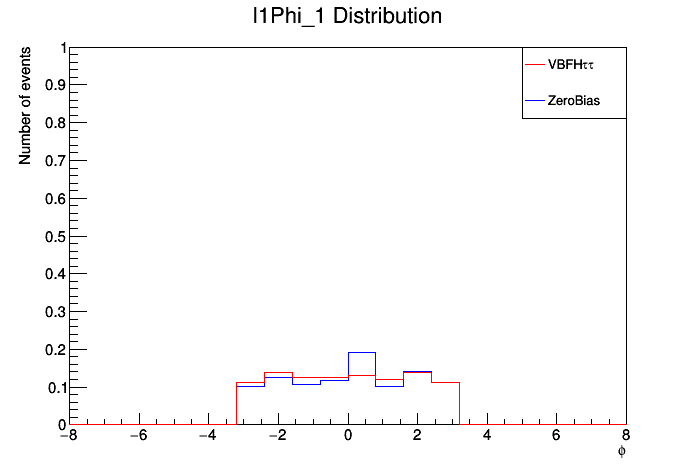 l1Phi_1 Distribution
Number of events
1
0.9
0.8
0.7
0.6
0.5
0.4
0.3
0.2
0.1
0
VBFHττ
ZeroBias
−8 −6 −4 −2 0 2 4 6 8
ϕ